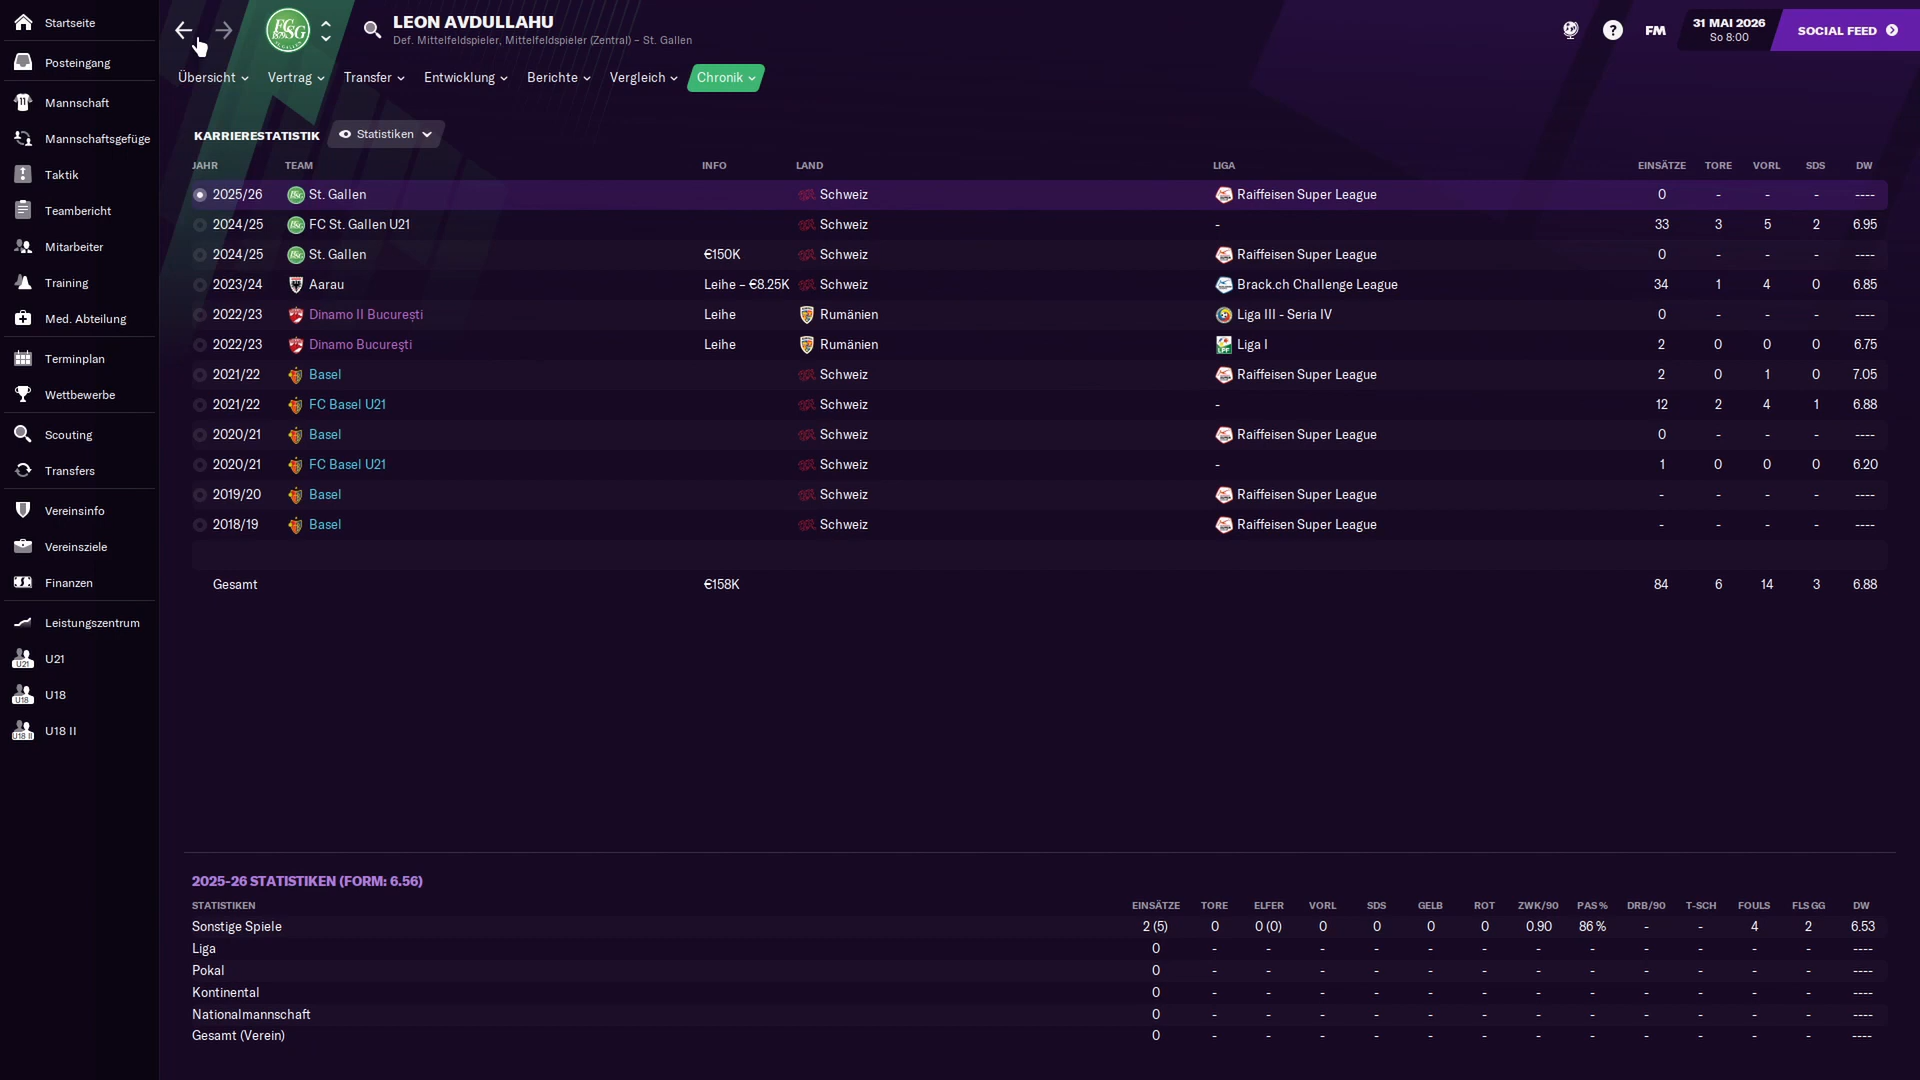 Startseite
Posteingang
Mannschaft
Mannschaftsgefüge
Taktik
Teambericht
Mitarbeiter
Training
Med. Abteilung
Terminplan
Wettbewerbe
Scouting
Transfers
Vereinsinfo
Vereinsziele
Finanzen
Leistungszentrum
U21 U21
U18 U18
U18 II U18 II
LEON AVDULLAHU
Def. Mittelfeldspieler, Mittelfeldspieler (Zentral) – St. Gallen
? FM 31 MAI 2026
So 8:00
SOCIAL FEED
Übersicht Vertrag Transfer Entwicklung Berichte Vergleich Chronik
KARRIERESTATISTIK Statistiken
JAHR TEAM INFO LAND LIGA EINSÄTZE TORE VORL SDS DW
2025/26 St. Gallen Schweiz Raiffeisen Super League 0 - - - ----
2024/25 FC St. Gallen U21 Schweiz - 33 3 5 2 6.95
2024/25 St. Gallen €150K Schweiz Raiffeisen Super League 0 - - - ----
2023/24 Aarau Leihe – €8.25K Schweiz Brack.ch Challenge League 34 1 4 0 6.85
2022/23 Dinamo II București Leihe Rumänien Liga III - Seria IV 0 - - - ----
2022/23 Dinamo București Leihe Rumänien Liga I 2 0 0 0 6.75
2021/22 Basel Schweiz Raiffeisen Super League 2 0 1 0 7.05
2021/22 FC Basel U21 Schweiz - 12 2 4 1 6.88
2020/21 Basel Schweiz Raiffeisen Super League 0 - - - ----
2020/21 FC Basel U21 Schweiz - 1 0 0 0 6.20
2019/20 Basel Schweiz Raiffeisen Super League - - - - ----
2018/19 Basel Schweiz Raiffeisen Super League - - - - ----
Gesamt €158K 84 6 14 3 6.88
2025-26 STATISTIKEN (FORM: 6.56)
STATISTIKEN EINSÄTZE TORE ELFER VORL SDS GELB ROT ZWK/90 PAS % DRB/90 T-SCH FOULS FLS GG DW
Sonstige Spiele 2 (5) 0 0 (0) 0 0 0 0 0.90 86 % - - 4 2 6.53
Liga 0 - - - - - - - - - - - - ----
Pokal 0 - - - - - - - - - - - - ----
Kontinental 0 - - - - - - - - - - - - ----
Nationalmannschaft 0 - - - - - - - - - - - - ----
Gesamt (Verein) 0 - - - - - - - - - - - - ----